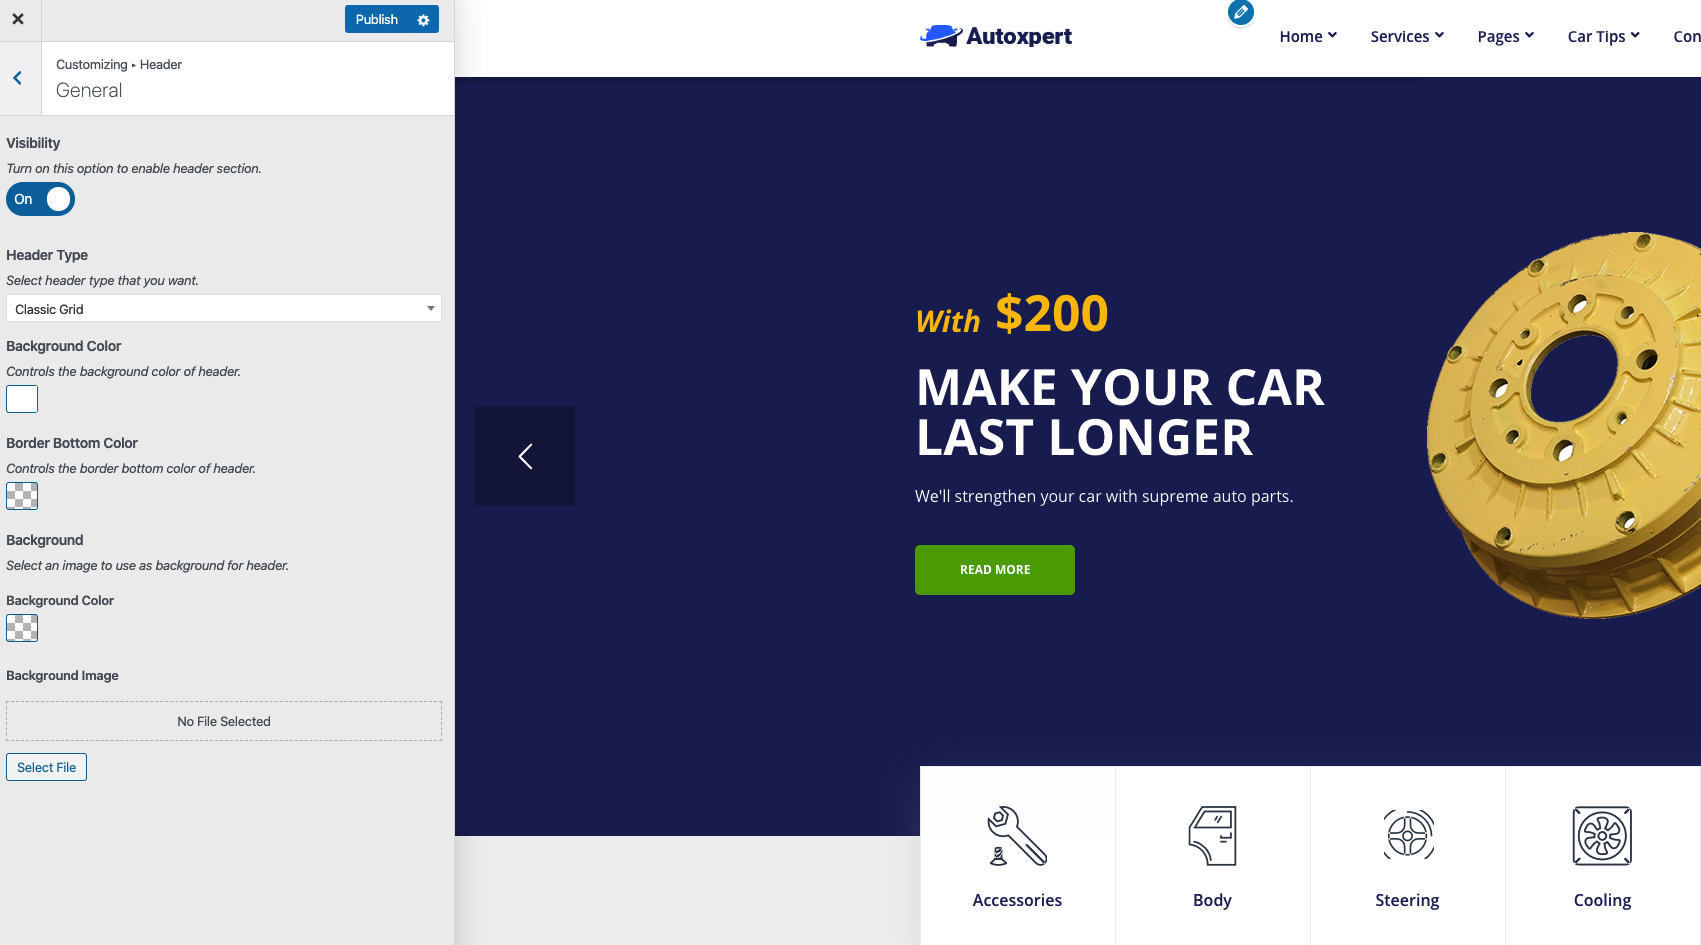 Publish
Customizing ▸ Header
General
Visibility
Turn on this option to enable header section.
On
Header Type
Select header type that you want.
Classic Grid
Background Color
Controls the background color of header.
Border Bottom Color
Controls the border bottom color of header.
Background
Select an image to use as background for header.
Background Color
Background Image
No File Selected
Select File
Autoxpert
Home Services Pages Car Tips Con
With $200
MAKE YOUR CAR
LAST LONGER
We'll strengthen your car with supreme auto parts.
READ MORE
Accessories Body Steering Cooling